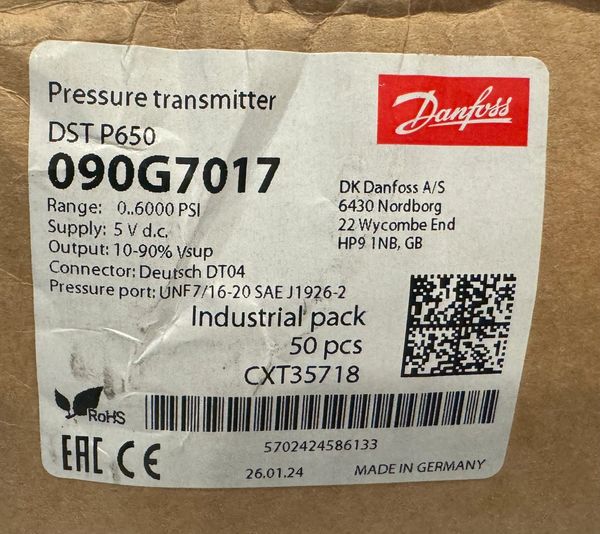 Pressure transmitter
Danfoss
DST P650
090G7017
Range: 0..6000 PSI
Supply: 5 V d.c.
Output: 10-90% Vsup
Connector: Deutsch DT04
Pressure port: UNF7/16-20 SAE J1926-2
DK Danfoss A/S
6430 Nordborg
22 Wycombe End
HP9 1NB, GB
Industrial pack
50 pcs
CXT35718
RoHS
5702424586133
EAC CE
26.01.24
MADE IN GERMANY